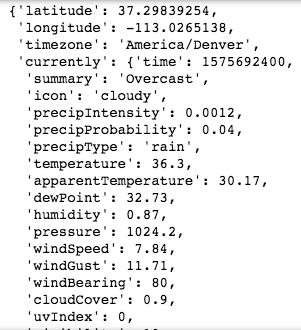 {'latitude': 37.29839254,
'longitude': -113.0265138,
'timezone': 'America/Denver',
'currently': {'time': 1575692400,
'summary': 'Overcast',
'icon': 'cloudy',
'precipIntensity': 0.0012,
'precipProbability': 0.04,
'precipType': 'rain',
'temperature': 36.3,
'apparentTemperature': 30.17,
'dewPoint': 32.73,
'humidity': 0.87,
'pressure': 1024.2,
'windSpeed': 7.84,
'windGust': 11.71,
'windBearing': 80,
'cloudCover': 0.9,
'uvIndex': 0,